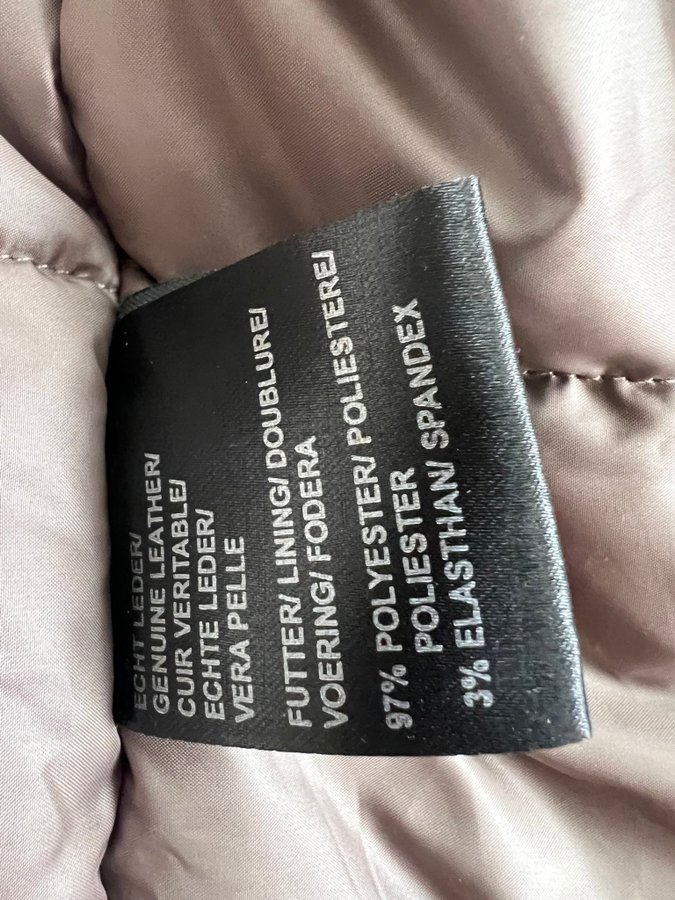 ECHT LEDER/
GENUINE LEATHER/
CUIR VERITABLE/
ECHTE LEDER/
VERA PELLE
FUTTER/ LINING/ DOUBLURE/
VOERING/ FODERA
97% POLYESTER/ POLIESTERE/
POLIESTER
3% ELASTHAN/ SPANDEX